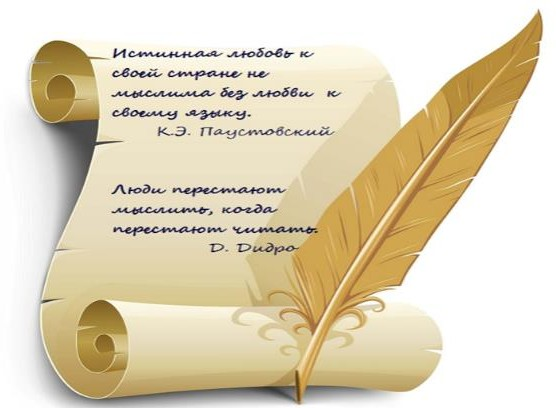 Истинная любовь к
своей стране не
мыслима без любви к
своему языку.
К.Э. Паустовский
Люди перестают
мыслить, когда
перестают читать.
D. Дидро